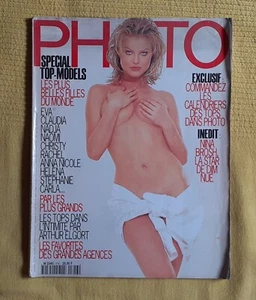 PHOTO
SPECIAL
TOP-MODELS
LES PLUS
BELLES FILLES
DU MONDE
EVA
CLAUDIA
NADJA
NAOMI
CHRISTY
RACHEL
ANNA NICOLE
HELENA
STEPHANIE
CARLA...
PAR LES
PLUS GRANDS
LES TOPS DANS
L'INTIMITÉ PAR
ARTHUR ELGORT
LES FAVORITES
DES GRANDES AGENCES
EXCLUSIF
COMMANDEZ
LES
CALENDRIERS
DES TOPS
DANS PHOTO
INEDIT
NINA
BROSH
LA STAR
DE DIM
NUE